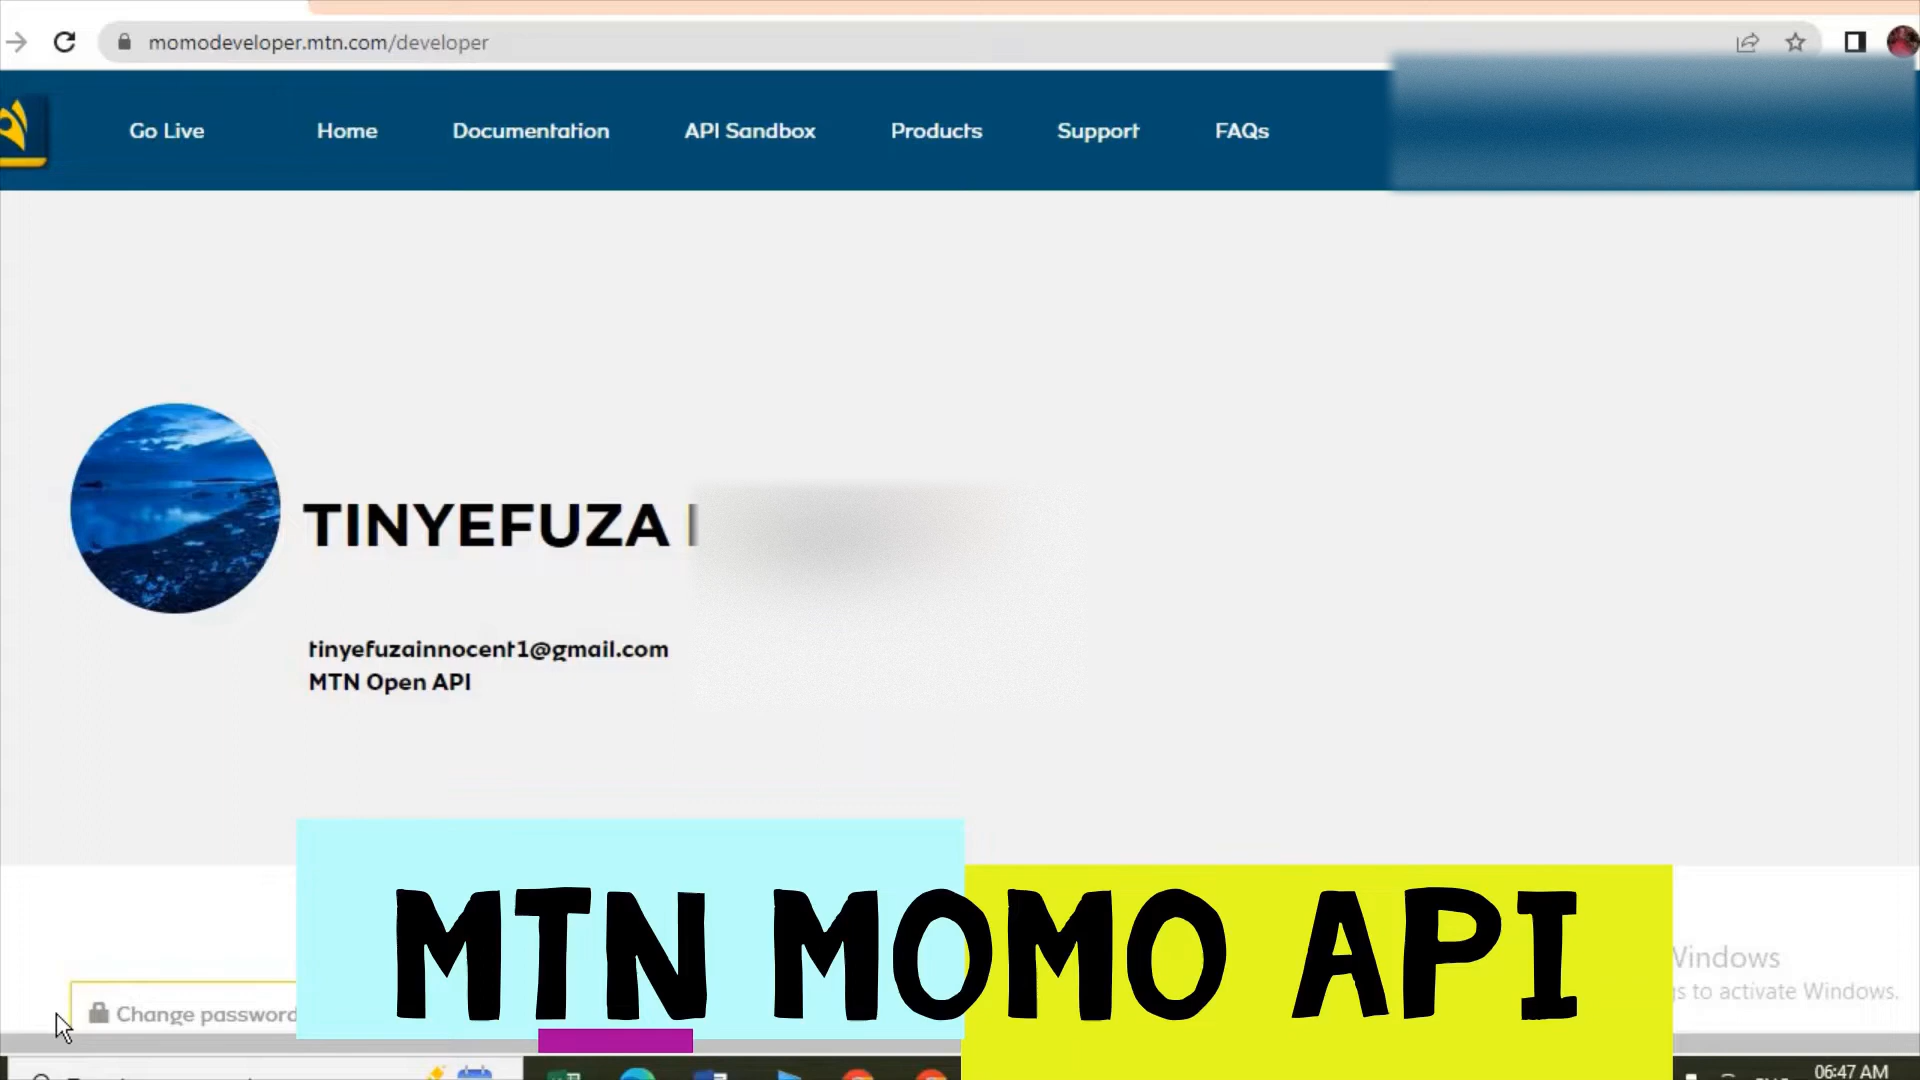 momodeveloper.mtn.com/developer
Go Live Home Documentation API Sandbox Products Support FAQs
TINYEFUZA
tinyefuzainnocent1@gmail.com
MTN Open API
MTN MOMO API
Windows
to activate Windows.
Change password
06:47 AM